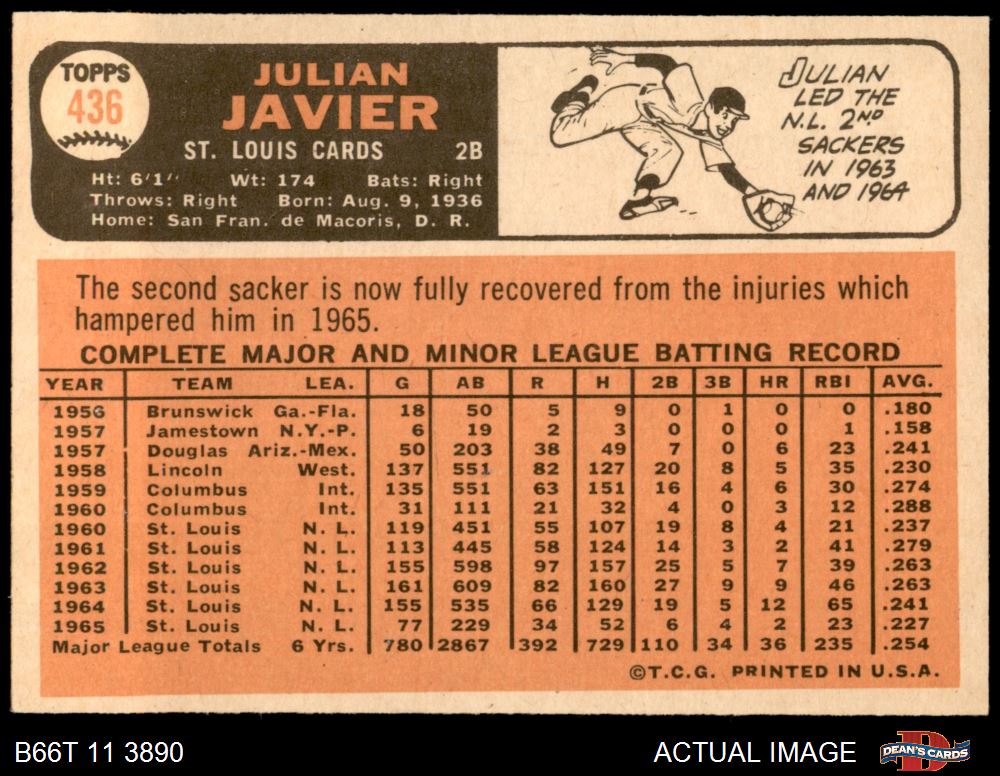 TOPPS
436
JULIAN
JAVIER
ST. LOUIS CARDS 2B
Ht: 6'1" Wt: 174 Bats: Right
Throws: Right Born: Aug. 9, 1936
Home: San Fran. de Macoris, D. R.
JULIAN
LED THE
N.L. 2ND
SACKERS
IN 1963
AND 1964
The second sacker is now fully recovered from the injuries which
hampered him in 1965.
COMPLETE MAJOR AND MINOR LEAGUE BATTING RECORD
YEAR TEAM LEA. G AB R H 2B 3B HR RBI AVG.
1956 Brunswick Ga.-Fla. 18 50 5 9 0 1 0 0 .180
1957 Jamestown N.Y.-P. 6 19 2 3 0 0 0 1 .158
1957 Douglas Ariz.-Mex. 50 203 38 49 7 0 6 23 .241
1958 Lincoln West. 137 551 82 127 20 8 5 35 .230
1959 Columbus Int. 135 551 63 151 16 4 6 30 .274
1960 Columbus Int. 31 111 21 32 4 0 3 12 .288
1960 St. Louis N. L. 119 451 55 107 19 8 4 21 .237
1961 St. Louis N. L. 113 445 58 124 14 3 2 41 .279
1962 St. Louis N. L. 155 598 97 157 25 5 7 39 .263
1963 St. Louis N. L. 161 609 82 160 27 9 9 46 .263
1964 St. Louis N. L. 155 535 66 129 19 5 12 65 .241
1965 St. Louis N. L. 77 229 34 52 6 4 2 23 .227
Major League Totals 6 Yrs. 780 2867 392 729 110 34 36 235 .254
©T.C.G. PRINTED IN U.S.A.
B66T 11 3890 ACTUAL IMAGE DEAN'S CARDS